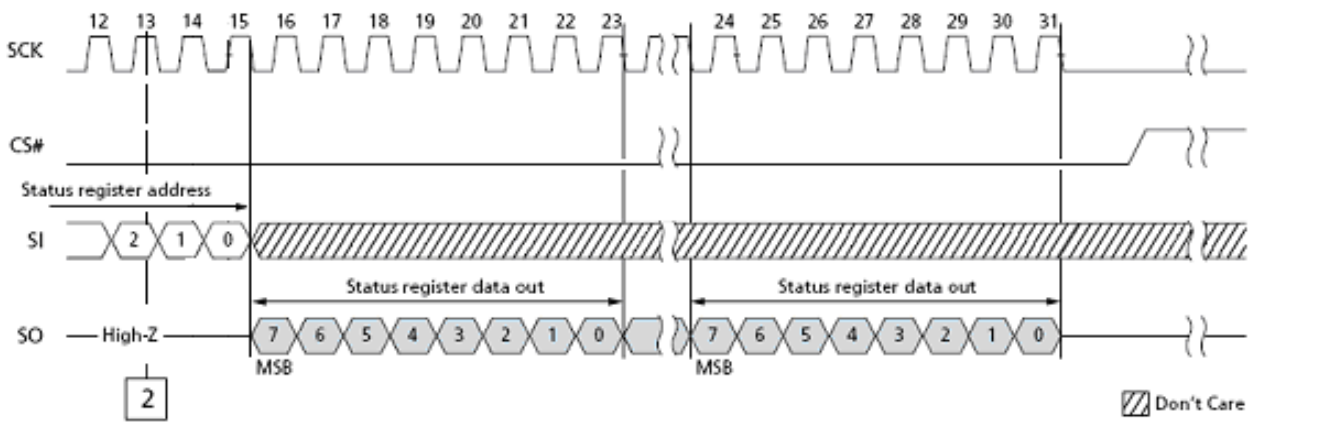 12 13 14 15 16 17 18 19 20 21 22 23 24 25 26 27 28 29 30 31
SCK
CS#
Status register address
SI 2 1 0
Status register data out Status register data out
SO High-Z 7 6 5 4 3 2 1 0 7 6 5 4 3 2 1 0
MSB MSB
2
Don't Care